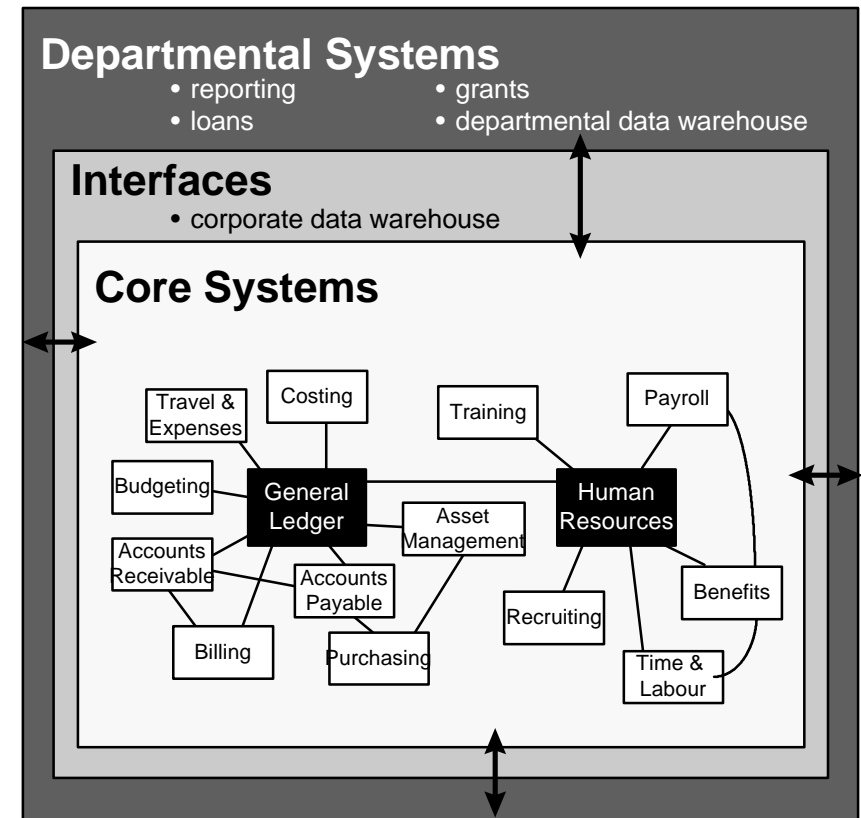 Departmental Systems
• reporting
• grants
• loans
• departmental data warehouse
Interfaces
• corporate data warehouse
Core Systems
Travel &
Expenses
Costing
Training
Payroll
Budgeting
General
Ledger
Human
Resources
Asset
Management
Accounts
Receivable
Accounts
Payable
Benefits
Recruiting
Billing
Purchasing
Time &
Labour